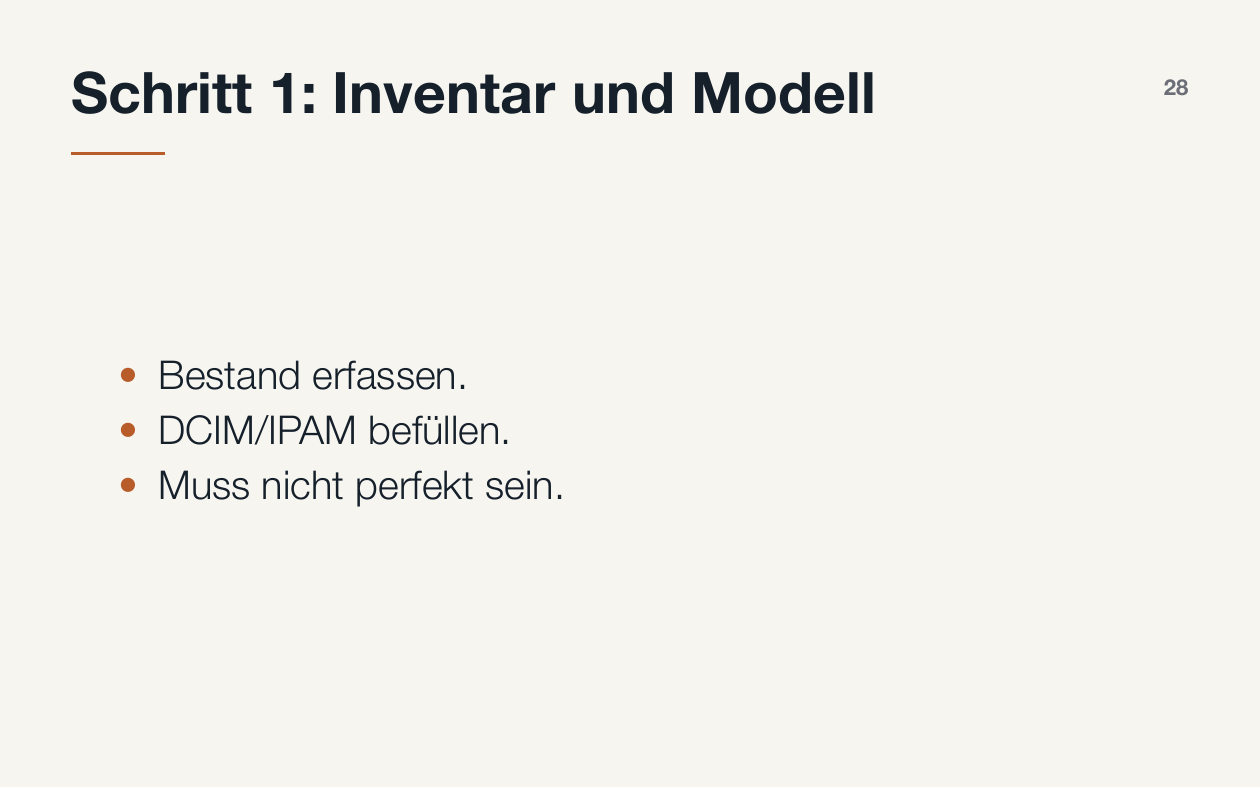 Schritt 1: Inventar und Modell
28
Bestand erfassen.
DCIM/IPAM befüllen.
Muss nicht perfekt sein.